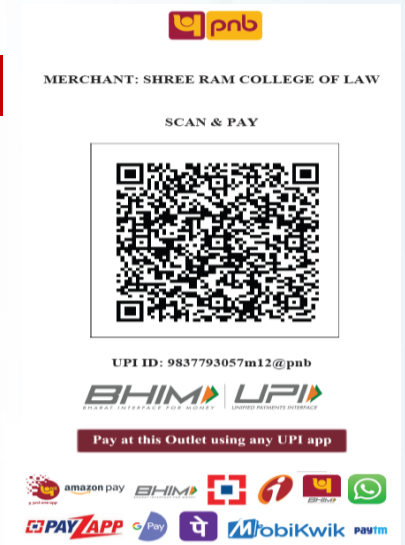 pnb
MERCHANT: SHREE RAM COLLEGE OF LAW
SCAN & PAY
UPI ID: 9837793057m12@pnb
BHIM UPI
BHARAT INTERFACE FOR MONEY UNIFIED PAYMENTS INTERFACE
Pay at this Outlet using any UPI app
amazon pay BHIM BHIM
PAYZAPP G Pay पे MobiKwik paytm